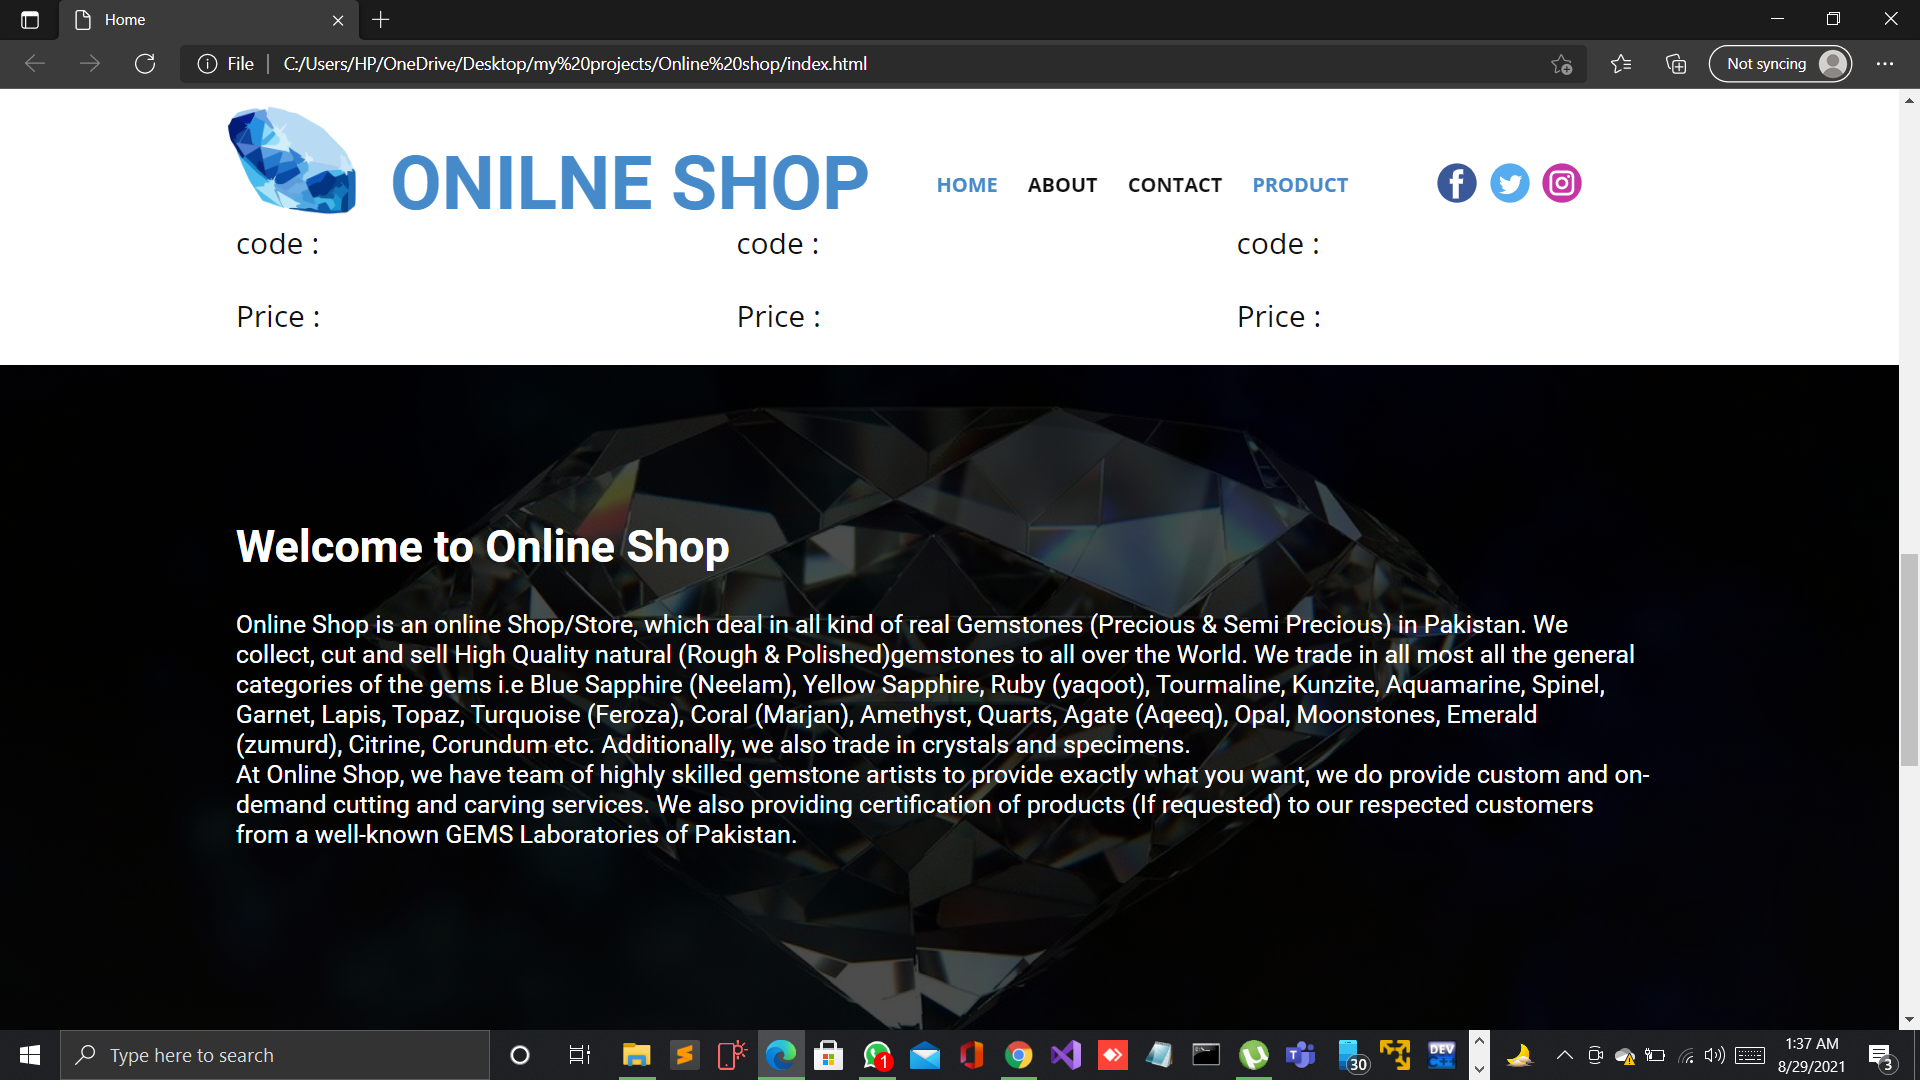 Home
File
C:/Users/HP/OneDrive/Desktop/my%20projects/Online%20shop/index.html
Not syncing
ONILNE SHOP
HOME ABOUT CONTACT PRODUCT
code : code : code :
Price : Price : Price :
Welcome to Online Shop
Online Shop is an online Shop/Store, which deal in all kind of real Gemstones (Precious & Semi Precious) in Pakistan. We
collect, cut and sell High Quality natural (Rough & Polished)gemstones to all over the World. We trade in all most all the general
categories of the gems i.e Blue Sapphire (Neelam), Yellow Sapphire, Ruby (yaqoot), Tourmaline, Kunzite, Aquamarine, Spinel,
Garnet, Lapis, Topaz, Turquoise (Feroza), Coral (Marjan), Amethyst, Quarts, Agate (Aqeeq), Opal, Moonstones, Emerald
(zumurd), Citrine, Corundum etc. Additionally, we also trade in crystals and specimens.
At Online Shop, we have team of highly skilled gemstone artists to provide exactly what you want, we do provide custom and on-
demand cutting and carving services. We also providing certification of products (If requested) to our respected customers
from a well-known GEMS Laboratories of Pakistan.
Type here to search
1
30
DEV
1:37 AM
8/29/2021
3